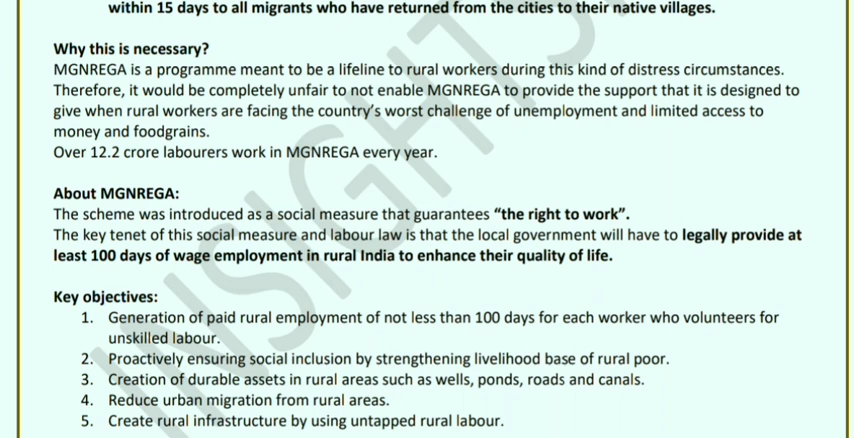 within 15 days to all migrants who have returned from the cities to their native villages.
Why this is necessary?
MGNREGA is a programme meant to be a lifeline to rural workers during this kind of distress circumstances.
Therefore, it would be completely unfair to not enable MGNREGA to provide the support that it is designed to
give when rural workers are facing the country's worst challenge of unemployment and limited access to
money and foodgrains.
Over 12.2 crore labourers work in MGNREGA every year.
About MGNREGA:
The scheme was introduced as a social measure that guarantees “the right to work”.
The key tenet of this social measure and labour law is that the local government will have to legally provide at
least 100 days of wage employment in rural India to enhance their quality of life.
Key objectives:
1. Generation of paid rural employment of not less than 100 days for each worker who volunteers for
unskilled labour.
2. Proactively ensuring social inclusion by strengthening livelihood base of rural poor.
3. Creation of durable assets in rural areas such as wells, ponds, roads and canals.
4. Reduce urban migration from rural areas.
5. Create rural infrastructure by using untapped rural labour.
INSIGHTS